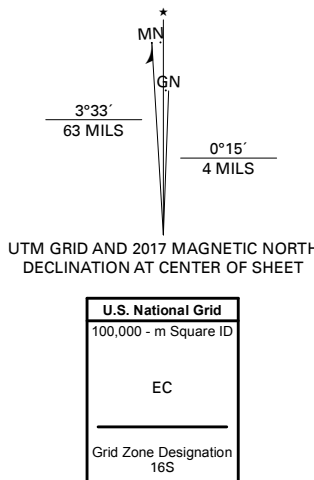 MN
GN
3°33´
63 MILS
0°15´
4 MILS
UTM GRID AND 2017 MAGNETIC NORTH
DECLINATION AT CENTER OF SHEET
U.S. National Grid
100,000 - m Square ID
EC
Grid Zone Designation
16S